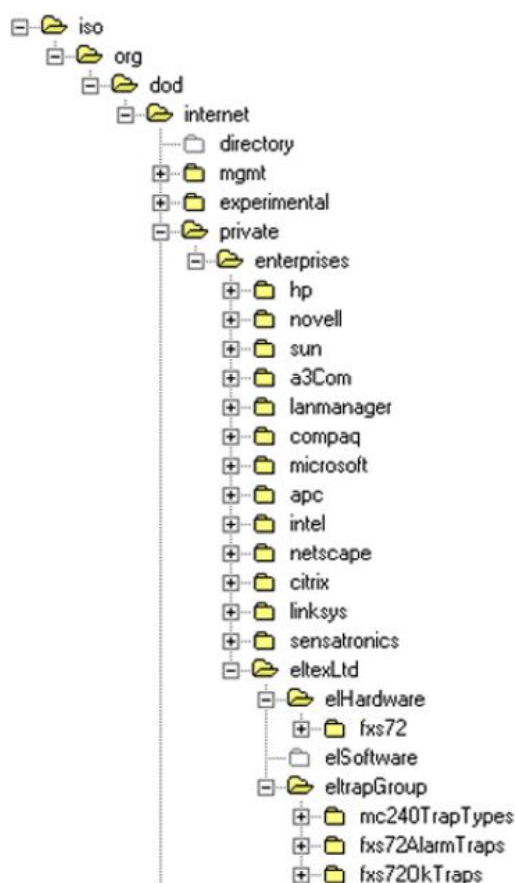 iso
org
dod
internet
directory
mgmt
experimental
private
enterprises
hp
novell
sun
a3Com
lanmanager
compaq
microsoft
apc
intel
netscape
citrix
linksys
sensatronics
eltexLtd
elHardware
fxs72
elSoftware
eltrapGroup
mc240TrapTypes
fxs72AlarmTraps
fxs72OkTraps